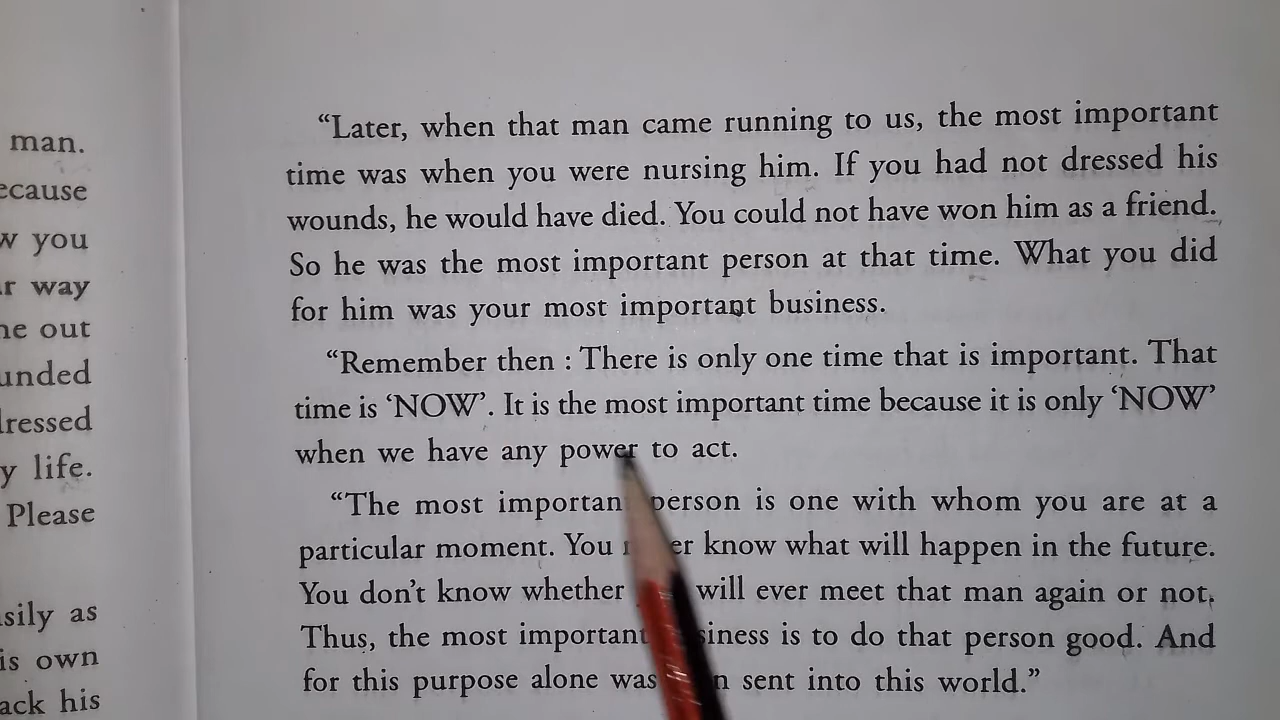 man.
ecause
w you
r way
ne out
unded
dressed
y life.
Please
sily as
is own
ack his
“Later, when that man came running to us, the most important
time was when you were nursing him. If you had not dressed his
wounds, he would have died. You could not have won him as a friend.
So he was the most important person at that time. What you did
for him was your most important business.
“Remember then : There is only one time that is important. That
time is ‘NOW’. It is the most important time because it is only ‘NOW’
when we have any power to act.
“The most importan person is one with whom you are at a
particular moment. You er know what will happen in the future.
You don’t know whether will ever meet that man again or not.
Thus, the most important siness is to do that person good. And
for this purpose alone was n sent into this world.”